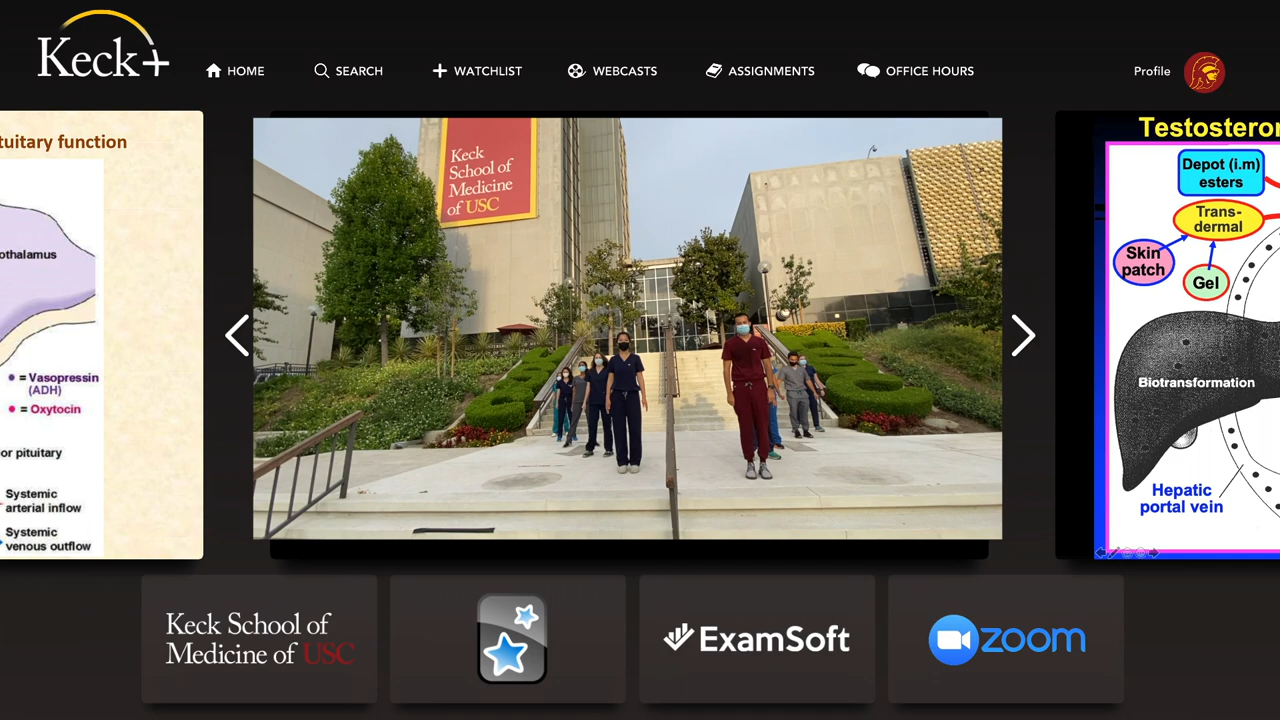 Keck+
HOME
SEARCH
WATCHLIST
WEBCASTS
ASSIGNMENTS
OFFICE HOURS
Profile
tuitary function
othalamus
= Vasopressin
(ADH)
= Oxytocin
or pituitary
Systemic
arterial inflow
Systemic
venous outflow
Keck
School of
Medicine
of USC
Testosteron
Depot (i.m)
esters
Trans-
dermal
Skin
patch
Gel
Biotransformation
Hepatic
portal vein
Keck School of
Medicine of USC
ExamSoft
zoom